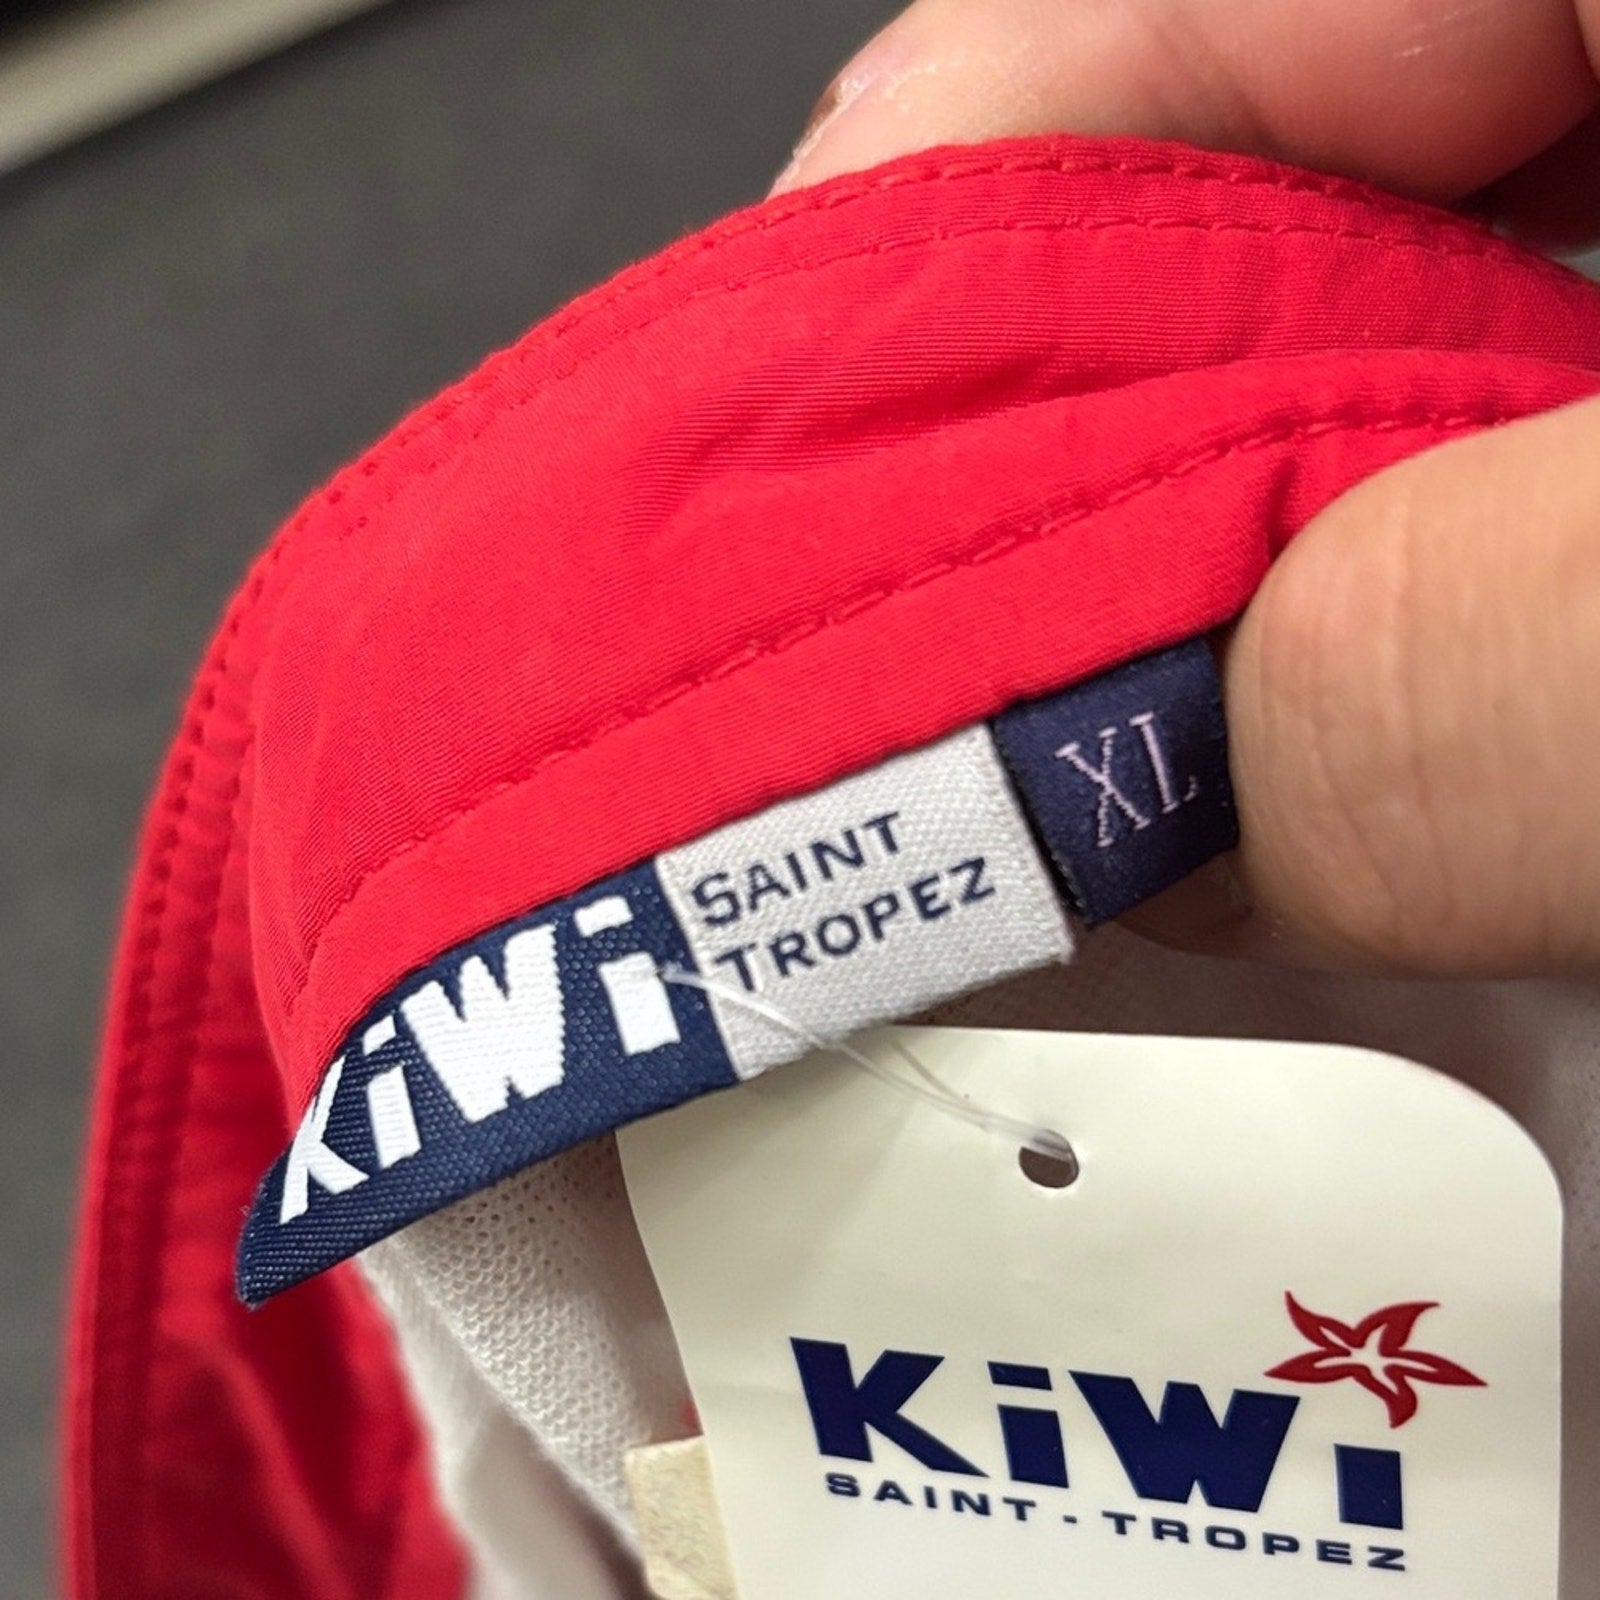 KiWi
SAINT
TROPEZ
XL
KiWi
SAINT - TROPEZ